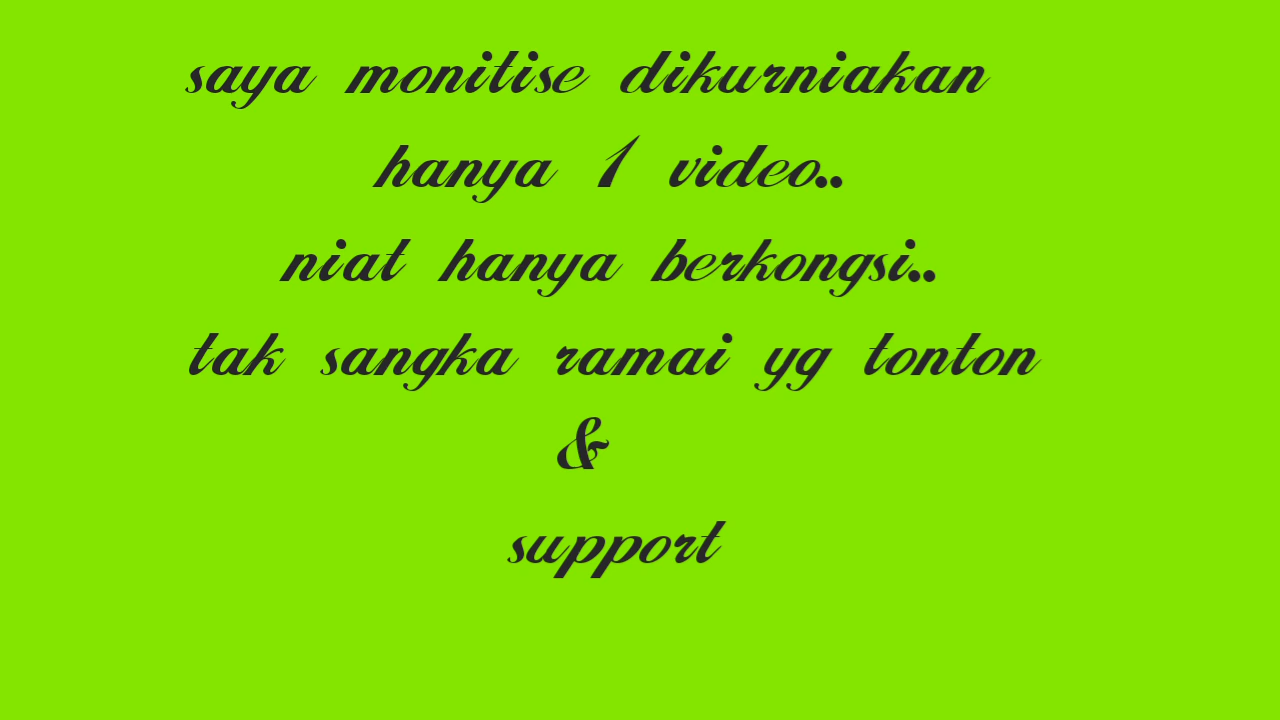 saya monitise dikurniakan
hanya 1 video..
niat hanya berkongsi..
tak sangka ramai yg tonton
&
support